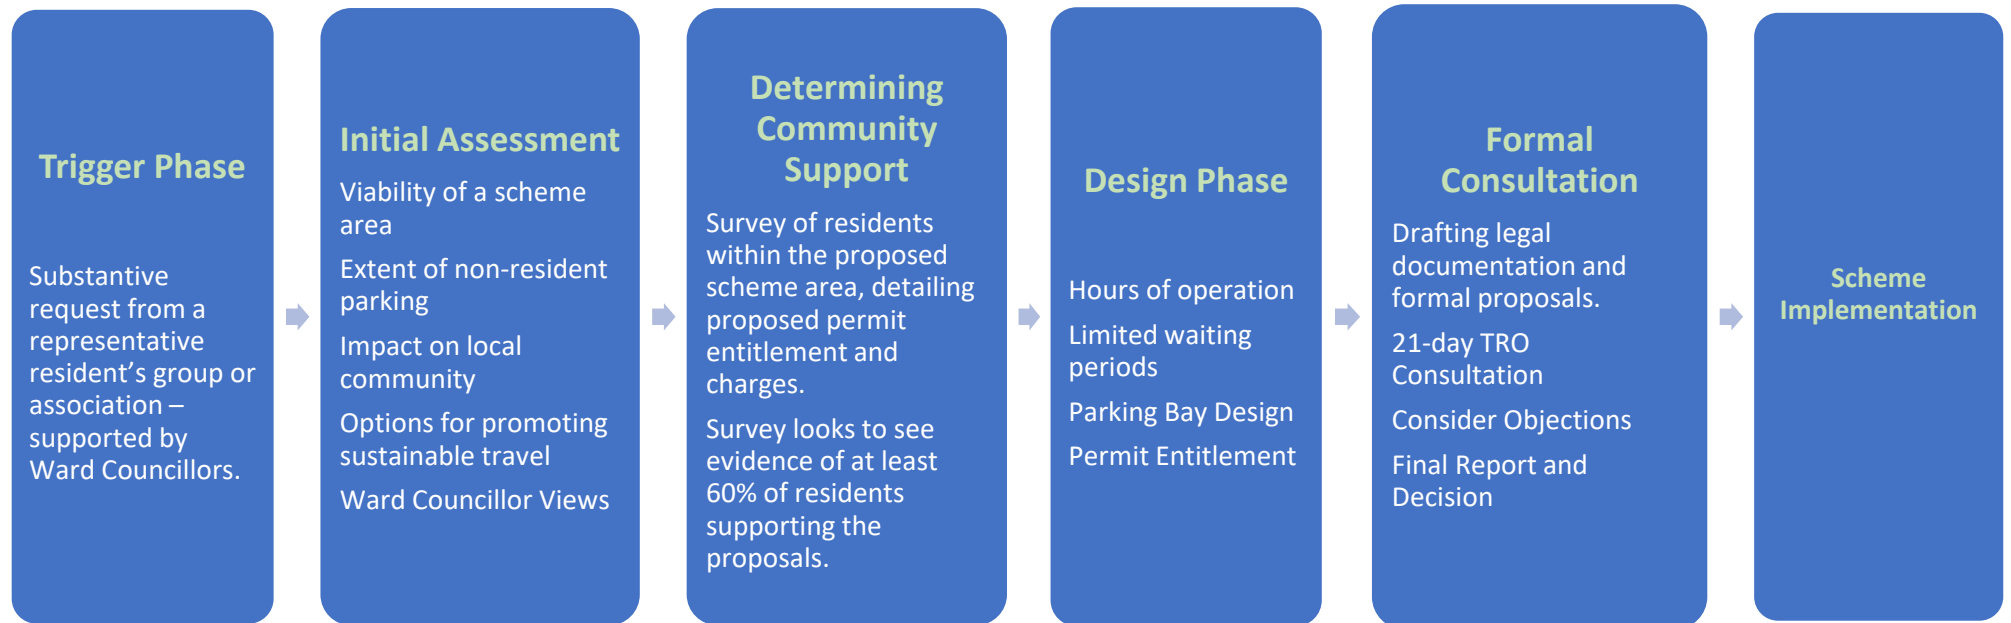 Trigger Phase
Substantive
request from a
representative
resident’s group or
association –
supported by
Ward Councillors.
Initial Assessment
Viability of a scheme
area
Extent of non-resident
parking
Impact on local
community
Options for promoting
sustainable travel
Ward Councillor Views
Determining
Community
Support
Survey of residents
within the proposed
scheme area, detailing
proposed permit
entitlement and
charges.
Survey looks to see
evidence of at least
60% of residents
supporting the
proposals.
Design Phase
Hours of operation
Limited waiting
periods
Parking Bay Design
Permit Entitlement
Formal
Consultation
Drafting legal
documentation and
formal proposals.
21-day TRO
Consultation
Consider Objections
Final Report and
Decision
Scheme
Implementation